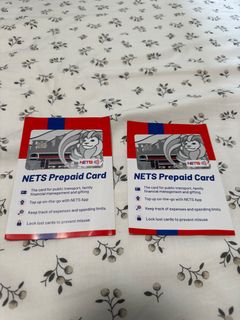 NETS
NETS Prepaid Card
The card for public transport, family
financial management and gifting
Top up on-the-go with NETS App
Keep track of expenses and spending limits
Lock lost cards to prevent misuse
NETS
NETS Prepaid Card
The card for public transport, family
financial management and gifting
Top up on-the-go with NETS App
Keep track of expenses and spending limits
Lock lost cards to prevent misuse